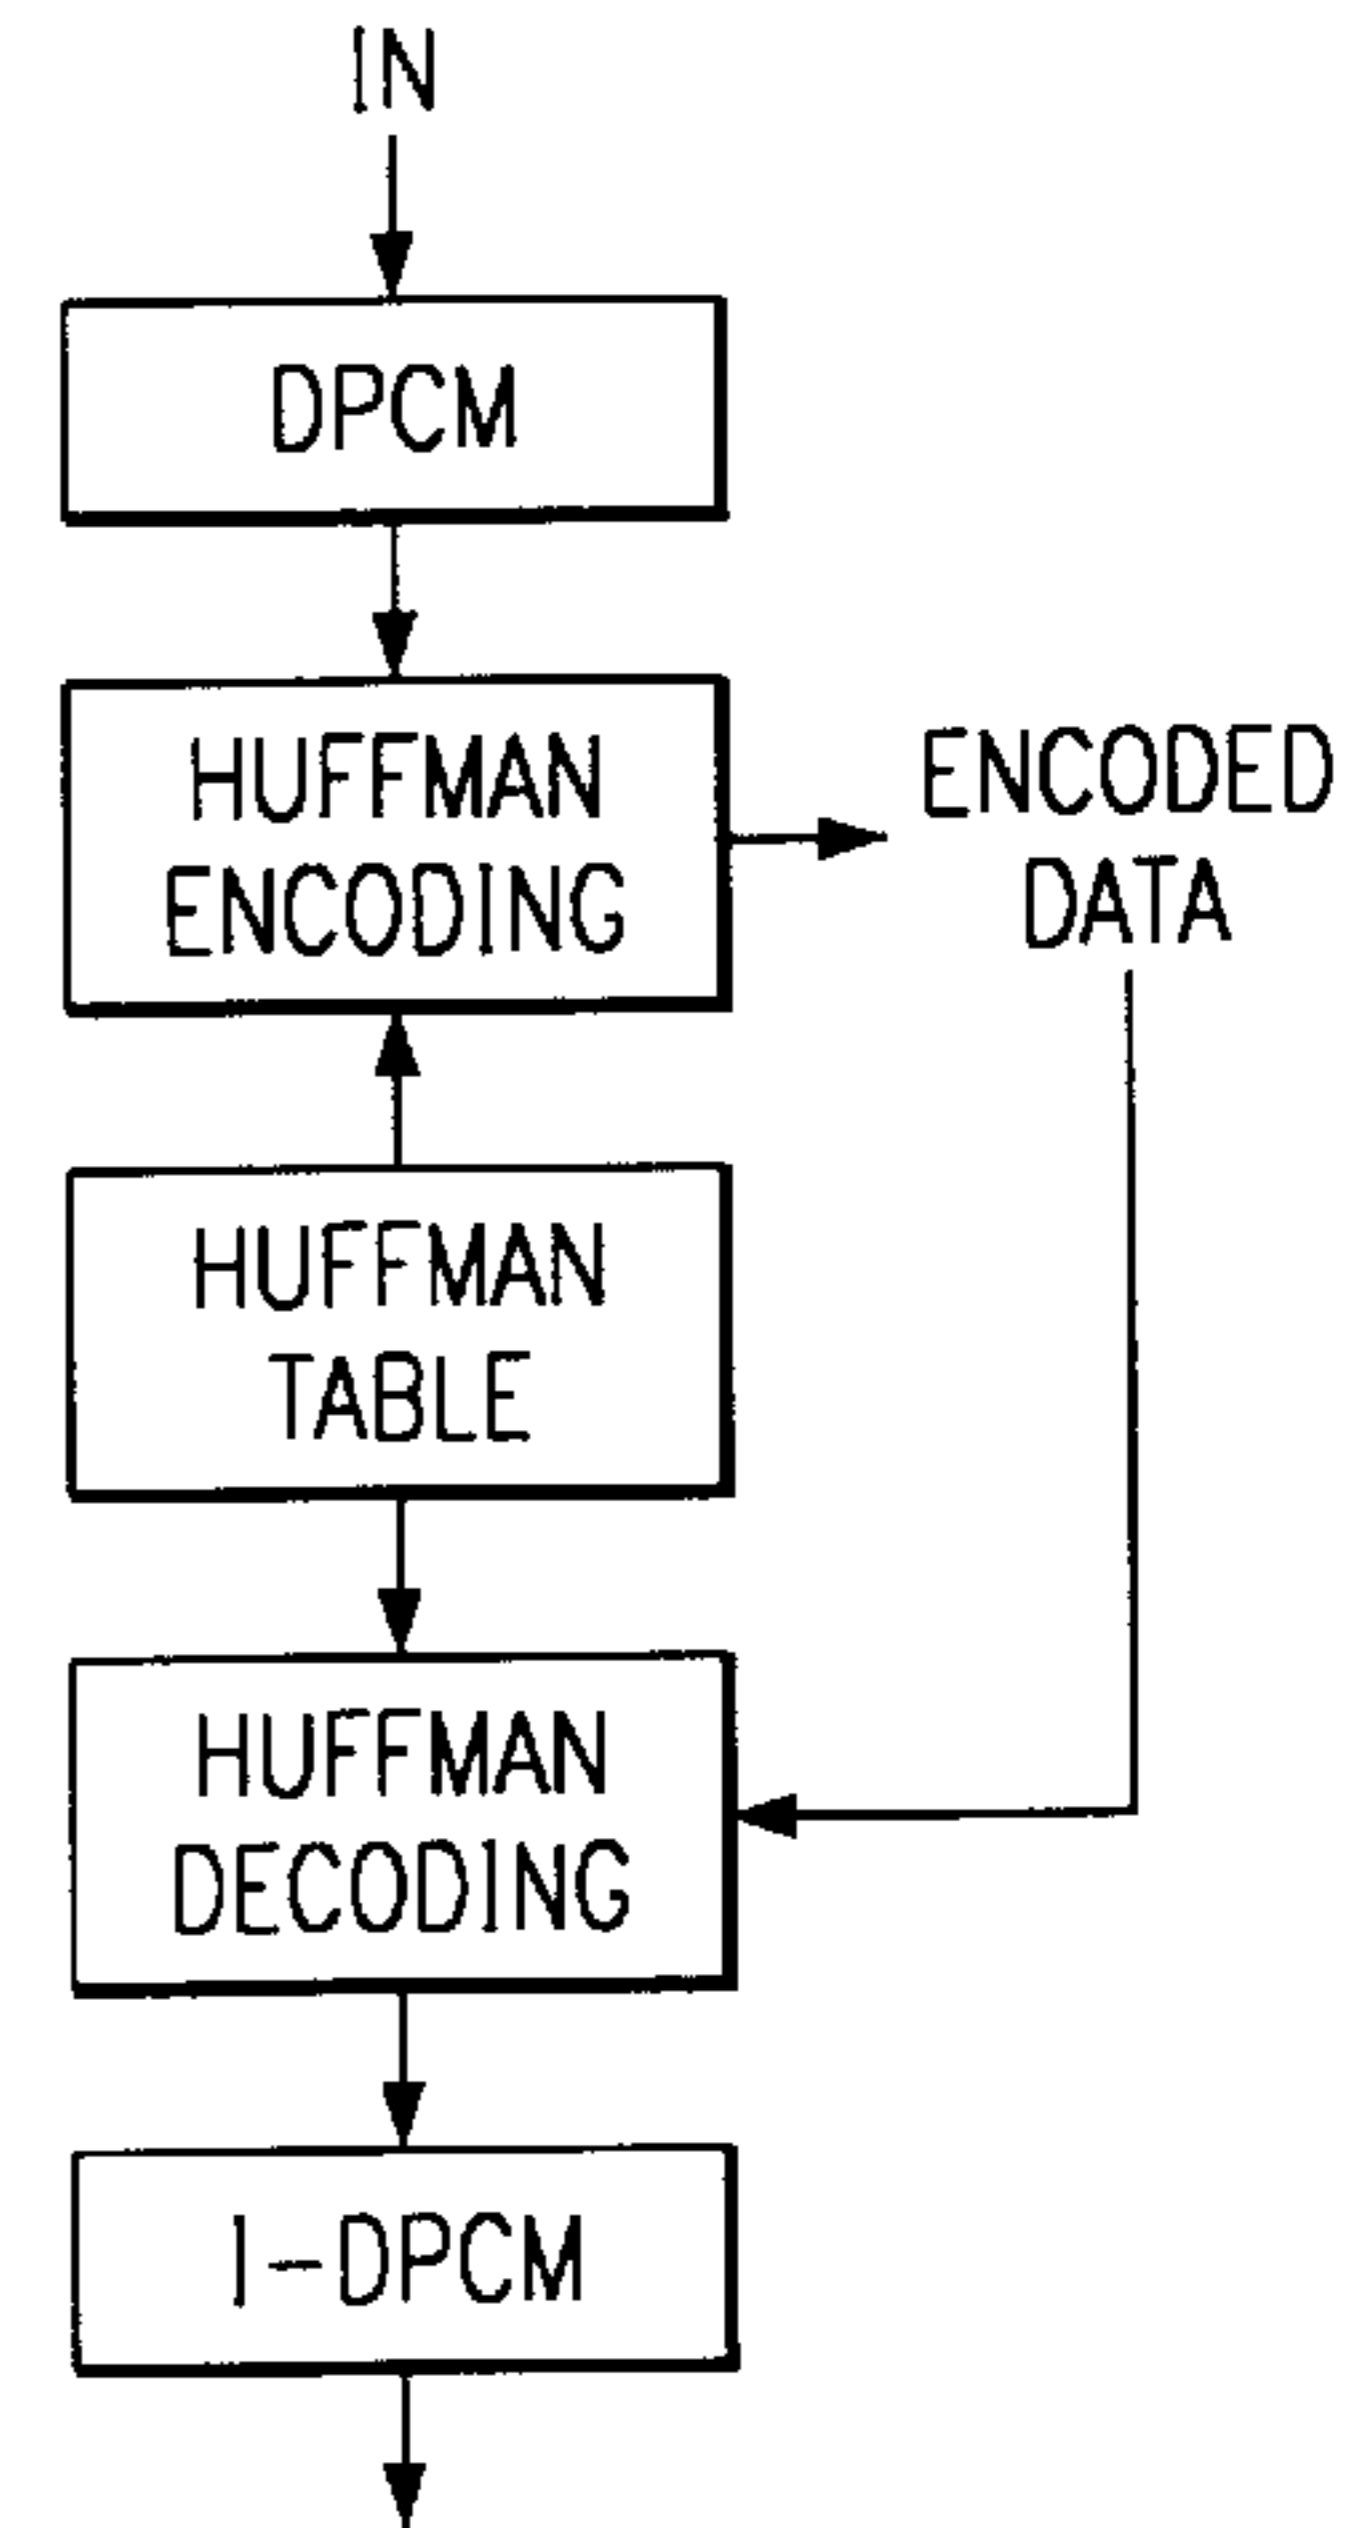 IN
DPCM
HUFFMAN
ENCODING
ENCODED
DATA
HUFFMAN
TABLE
HUFFMAN
DECODING
I-DPCM